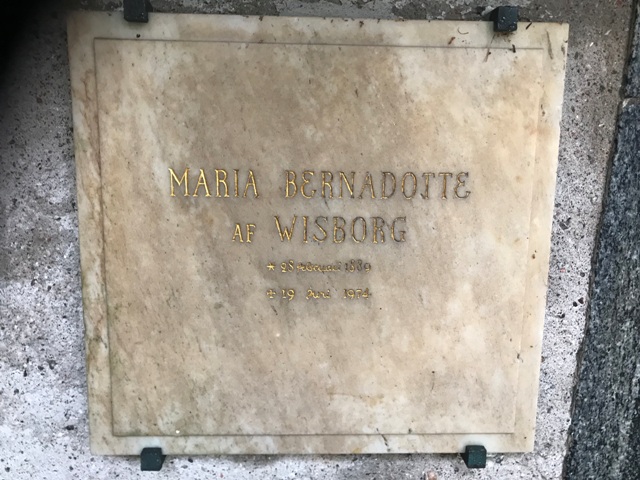 MARIA BERNADOTTE
AF WISBORG
★ 28 februari 1889
✝ 19 Juni 1974